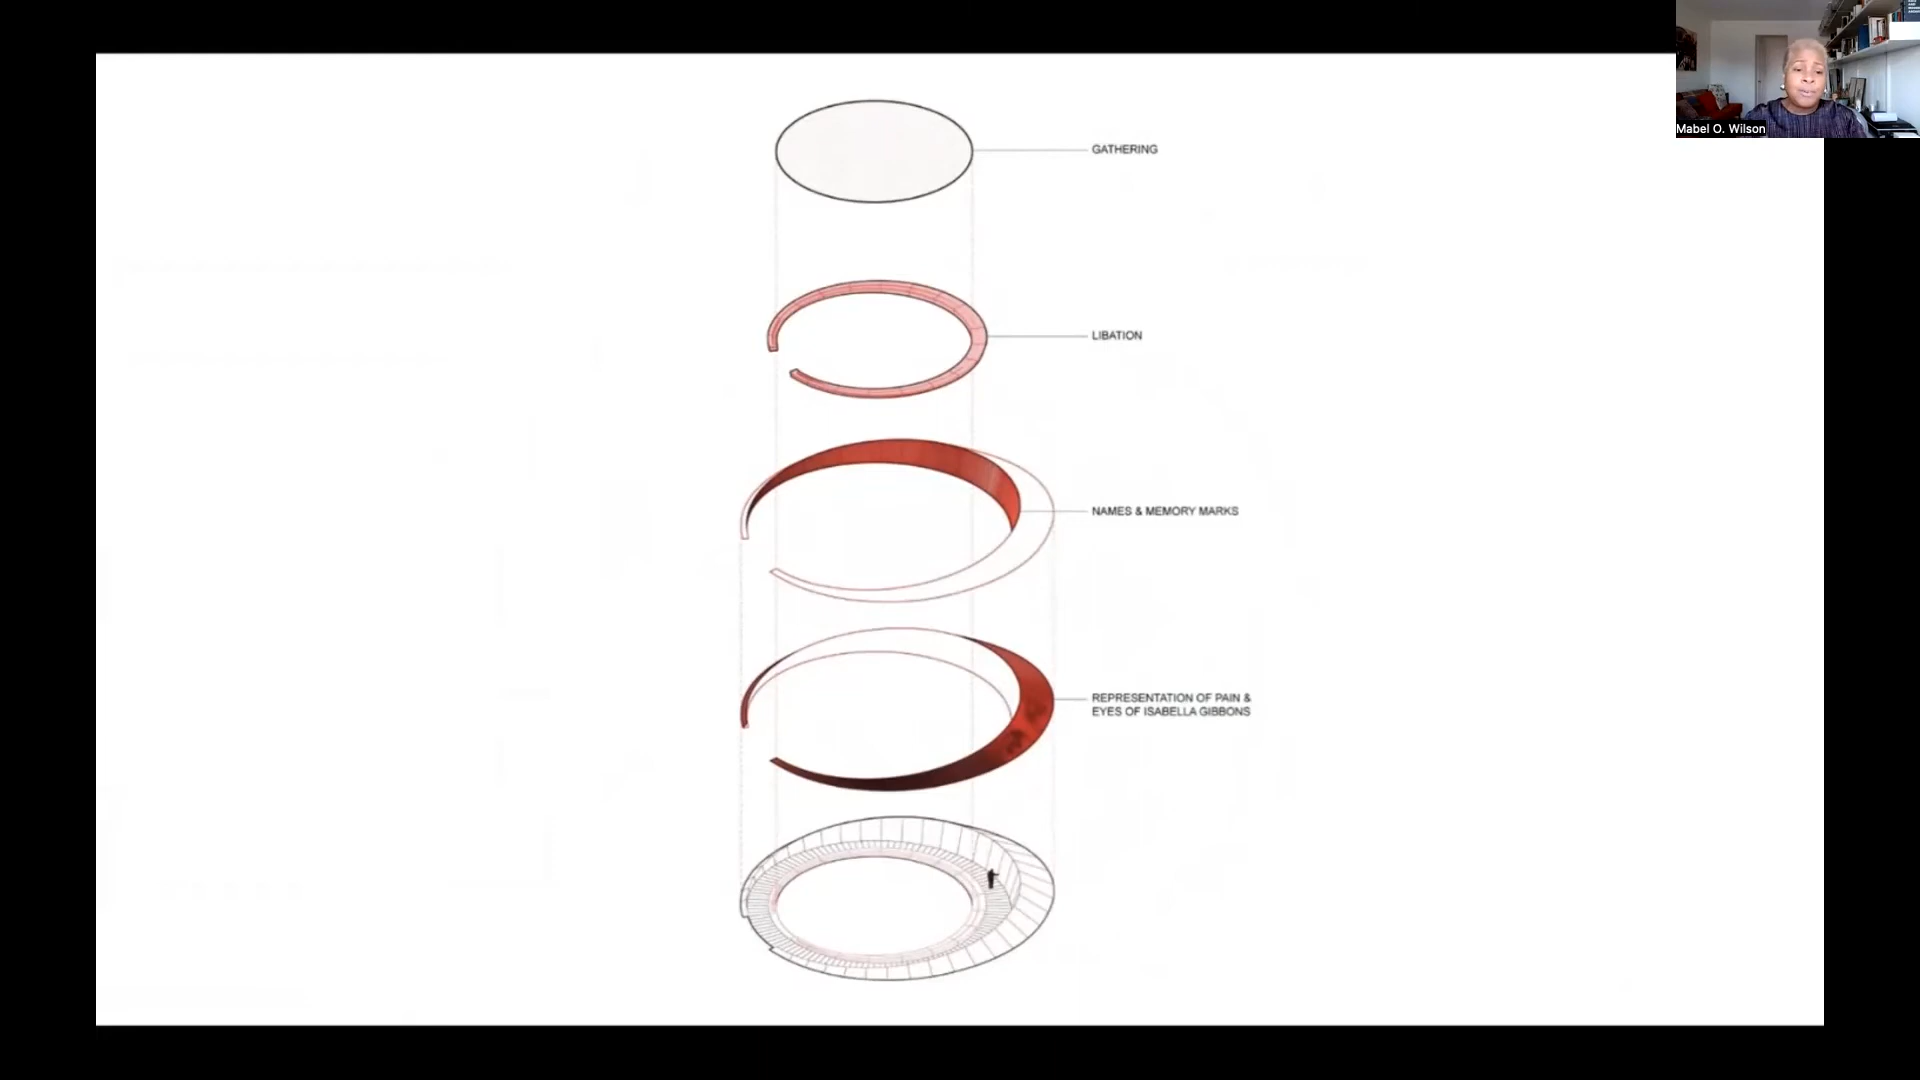 Mabel O. Wilson
GATHERING
LIBATION
NAMES & MEMORY MARKS
REPRESENTATION OF PAIN &
EYES OF ISABELLA GIBBONS